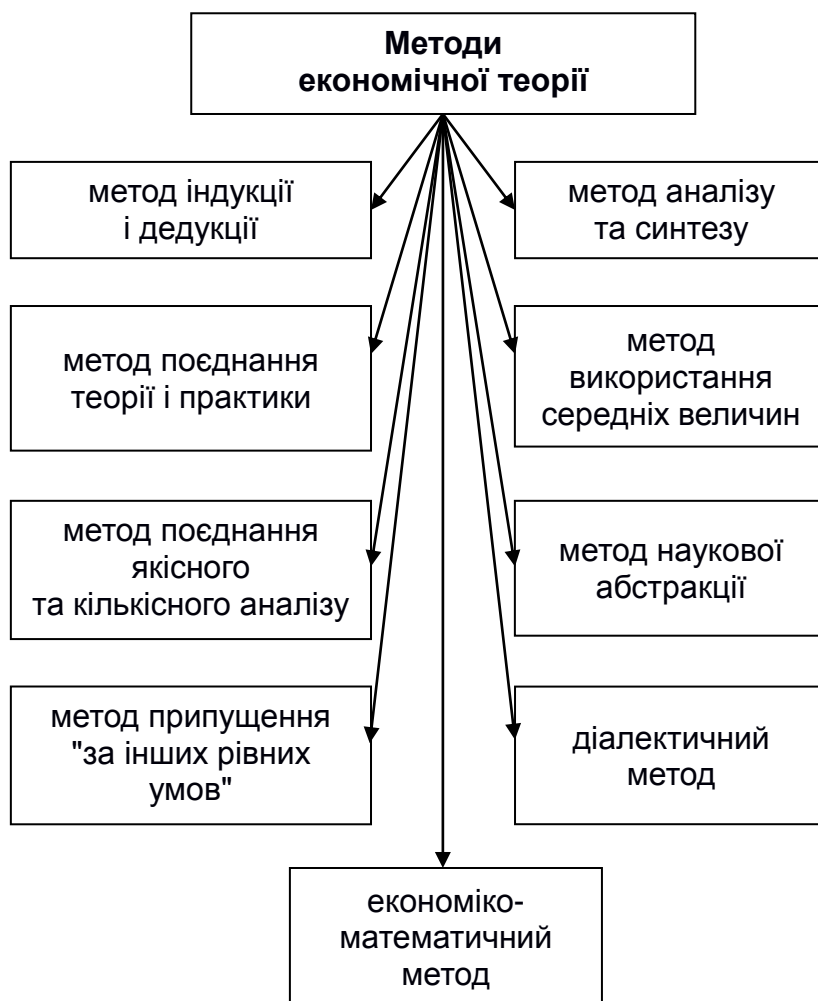 Методи
економічної теорії
метод індукції
і дедукції
метод аналізу
та синтезу
метод поєднання
теорії і практики
метод
використання
середніх величин
метод поєднання
якісного
та кількісного аналізу
метод наукової
абстракції
метод припущення
"за інших рівних
умов"
діалектичний
метод
економіко-
математичний
метод